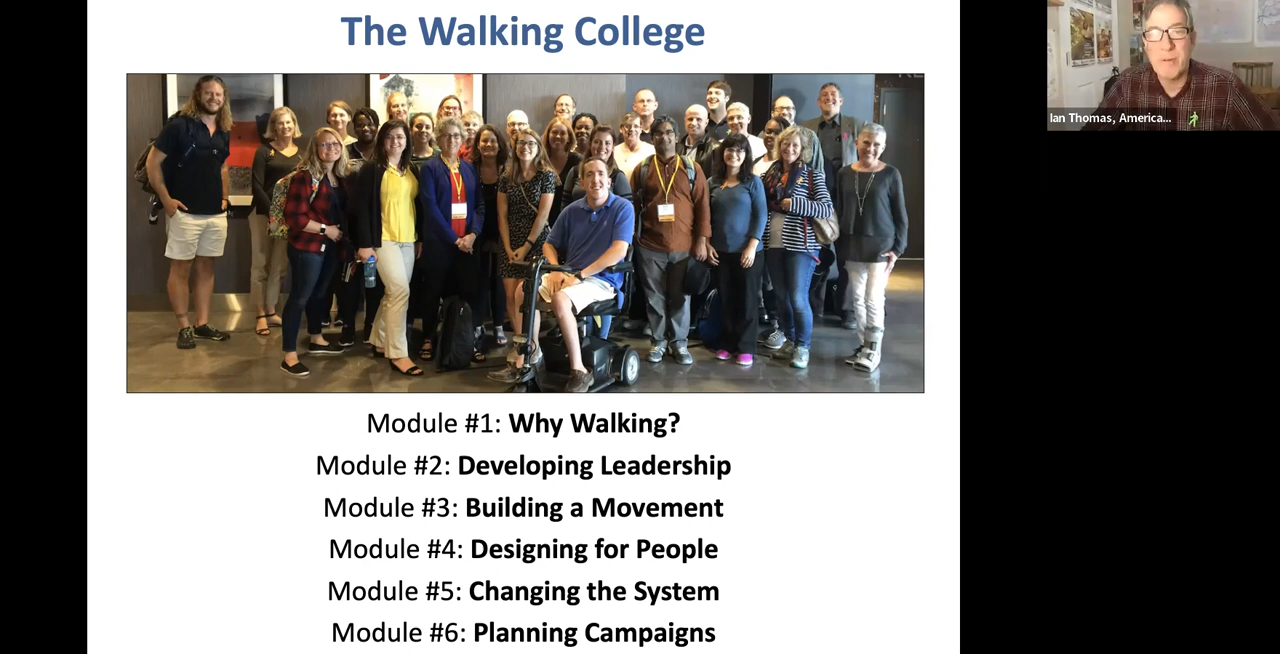 The Walking College
Ian Thomas, America...
Module #1: Why Walking?
Module #2: Developing Leadership
Module #3: Building a Movement
Module #4: Designing for People
Module #5: Changing the System
Module #6: Planning Campaigns